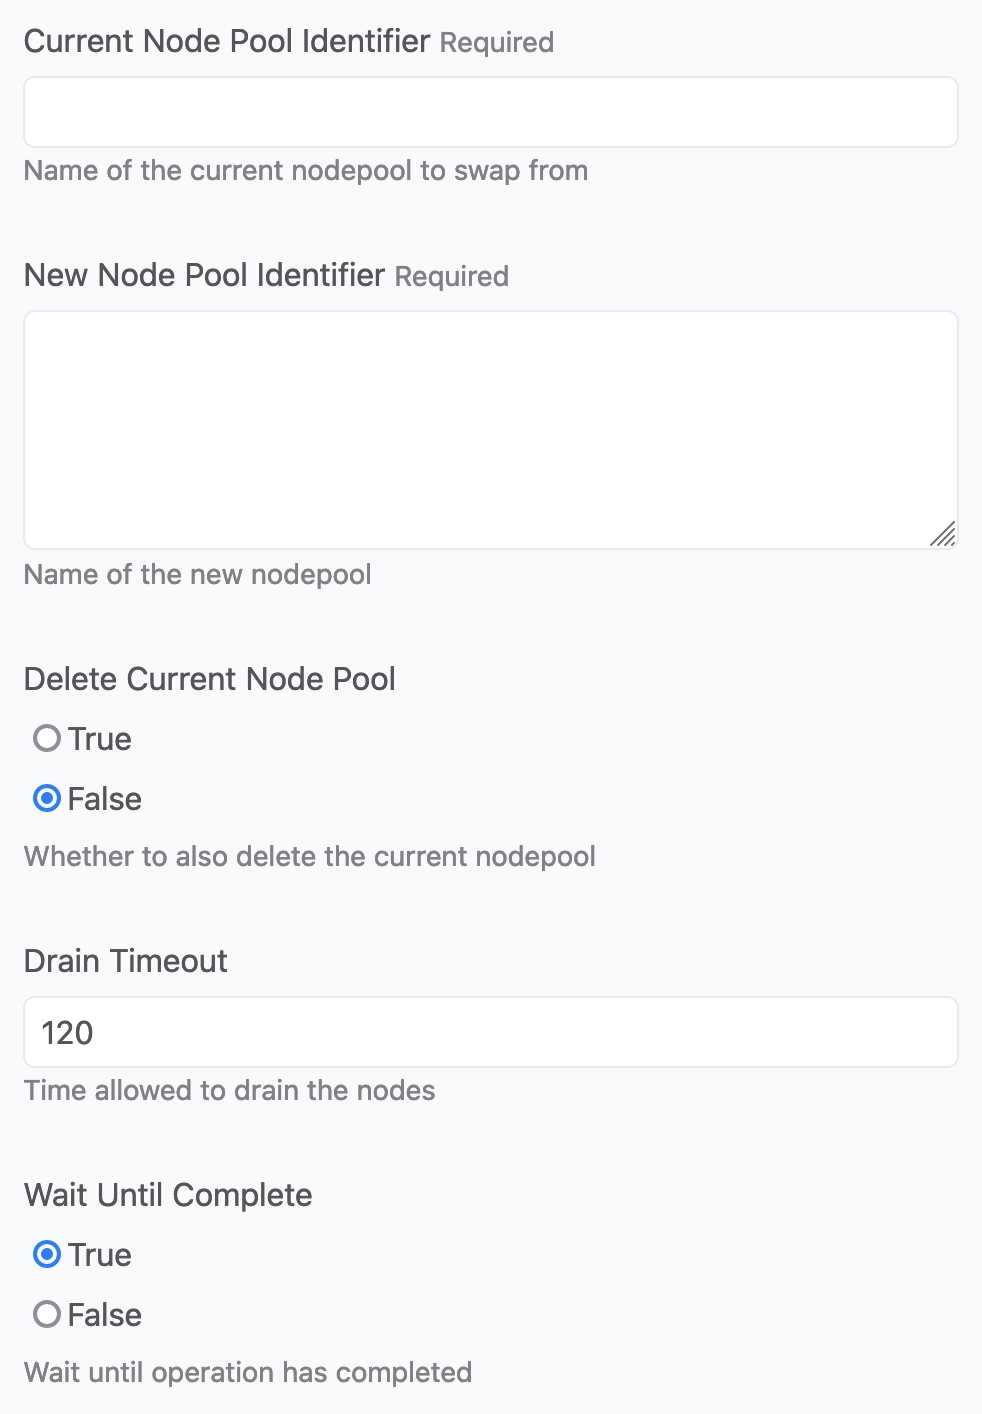 Current Node Pool Identifier Required
Name of the current nodepool to swap from
New Node Pool Identifier Required
Name of the new nodepool
Delete Current Node Pool
True
False
Whether to also delete the current nodepool
Drain Timeout
120
Time allowed to drain the nodes
Wait Until Complete
True
False
Wait until operation has completed